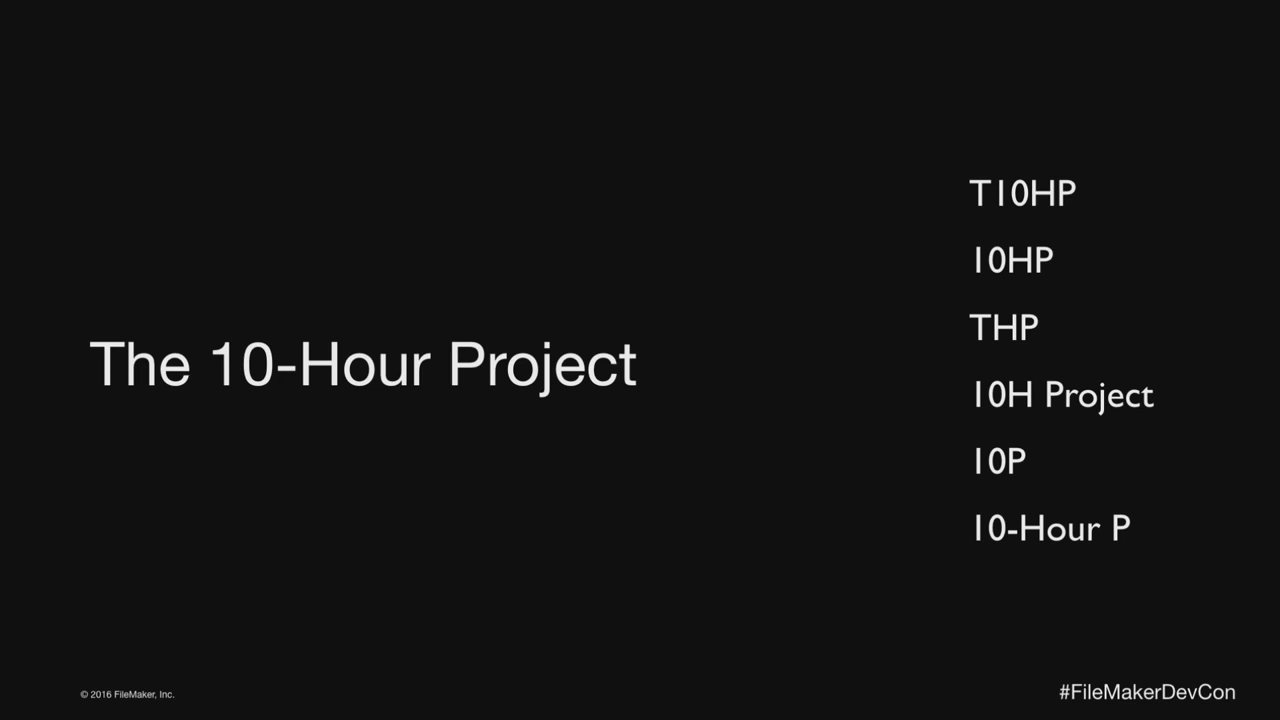 The 10-Hour Project
T10HP
10HP
THP
10H Project
10P
10-Hour P
© 2016 FileMaker, Inc.
#FileMakerDevCon